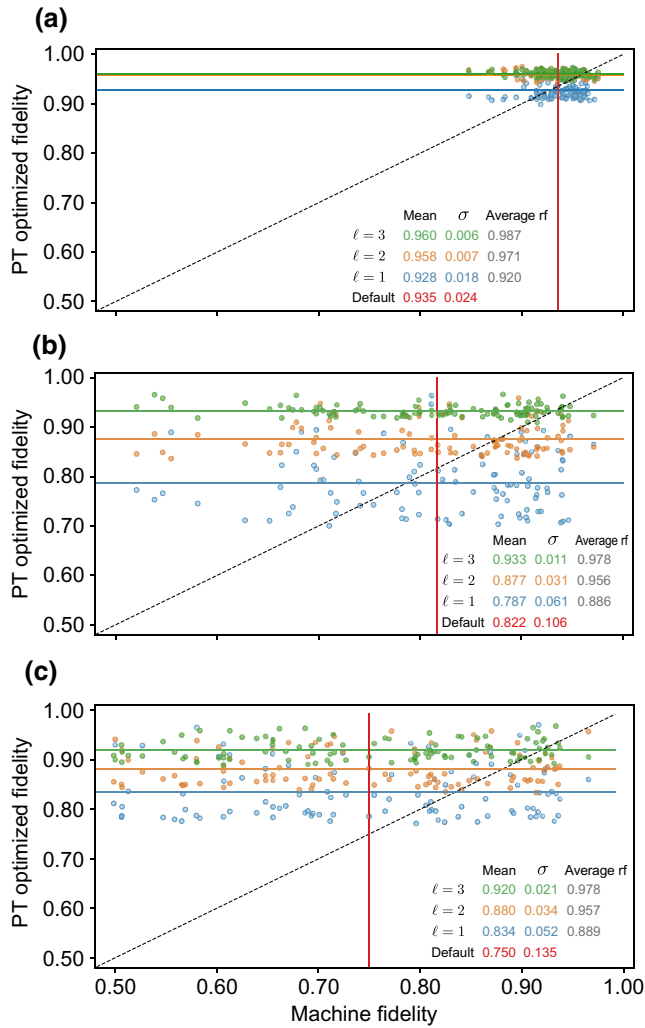 (a)
1.00
0.90
0.80
0.70
0.60
0.50
PT optimized fidelity
Mean σ Average rf
ℓ = 3 0.960 0.006 0.987
ℓ = 2 0.958 0.007 0.971
ℓ = 1 0.928 0.018 0.920
Default 0.935 0.024
(b)
1.00
0.90
0.80
0.70
0.60
0.50
PT optimized fidelity
Mean σ Average rf
ℓ = 3 0.933 0.011 0.978
ℓ = 2 0.877 0.031 0.956
ℓ = 1 0.787 0.061 0.886
Default 0.822 0.106
(c)
1.00
0.90
0.80
0.70
0.60
0.50
PT optimized fidelity
Mean σ Average rf
ℓ = 3 0.920 0.021 0.978
ℓ = 2 0.880 0.034 0.957
ℓ = 1 0.834 0.052 0.889
Default 0.750 0.135
0.50 0.60 0.70 0.80 0.90 1.00
Machine fidelity